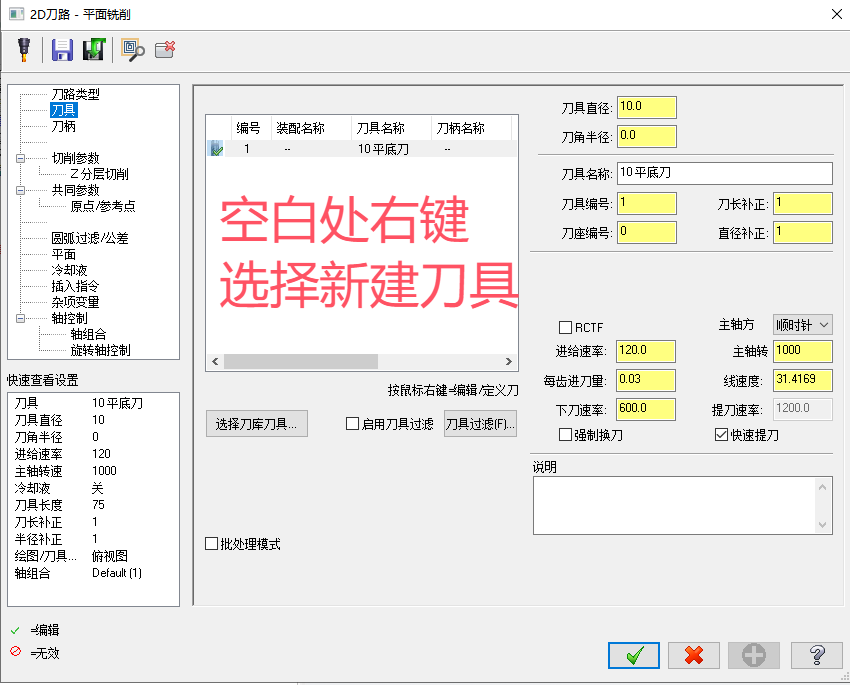 2D刀路 - 平面铣削
刀路类型
刀具
刀柄
切削参数
Z 分层切削
共同参数
原点/参考点
圆弧过滤/公差
平面
冷却液
插入指令
杂项变量
轴控制
轴组合
旋转轴控制
快速查看设置
刀具 10 平底刀
刀具直径 10
刀角半径 0
进给速率 120
主轴转速 1000
冷却液 关
刀具长度 75
刀长补正 1
半径补正 1
绘图/刀具... 俯视图
轴组合 Default (1)
=编辑
=无效
编号 装配名称 刀具名称 刀柄名称
1 -- 10 平底刀 --
空白处右键
选择新建刀具
按鼠标右键=编辑/定义刀
选择刀库刀具... 启用刀具过滤 刀具过滤(F)...
批处理模式
刀具直径: 10.0
刀角半径: 0.0
刀具名称: 10 平底刀
刀具编号: 1 刀长补正: 1
刀座编号: 0 直径补正: 1
RCTF 主轴方 顺时针
进给速率: 120.0 主轴转 1000
每齿进刀量: 0.03 线速度: 31.4169
下刀速率: 600.0 提刀速率: 1200.0
强制换刀 快速提刀
说明